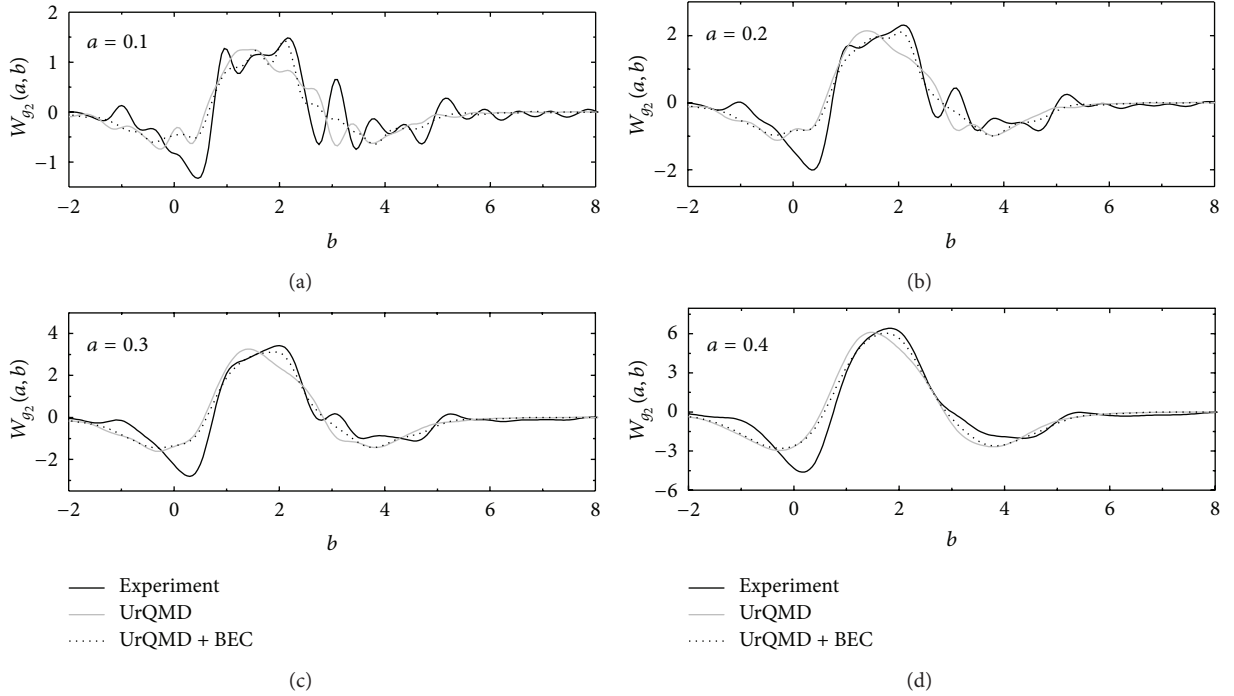 2
1
0
−1
−2
0
2
4
6
8
a = 0.1
W_{g_2}(a, b)
b
(a)
2
0
−2
−2
0
2
4
6
8
a = 0.2
W_{g_2}(a, b)
b
(b)
4
2
0
−2
−2
0
2
4
6
8
a = 0.3
W_{g_2}(a, b)
b
Experiment
UrQMD
UrQMD + BEC
(c)
6
3
0
−3
−6
−2
0
2
4
6
8
a = 0.4
W_{g_2}(a, b)
b
Experiment
UrQMD
UrQMD + BEC
(d)